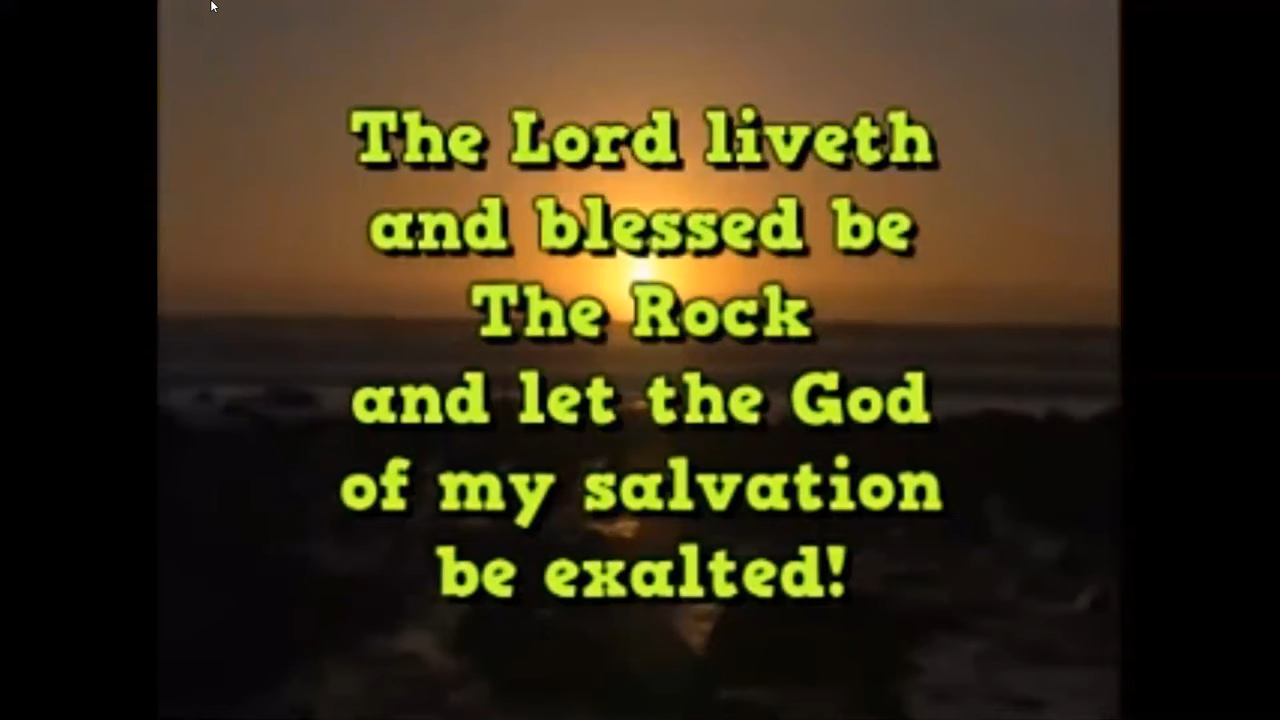 The Lord liveth
and blessed be
The Rock
and let the God
of my salvation
be exalted!